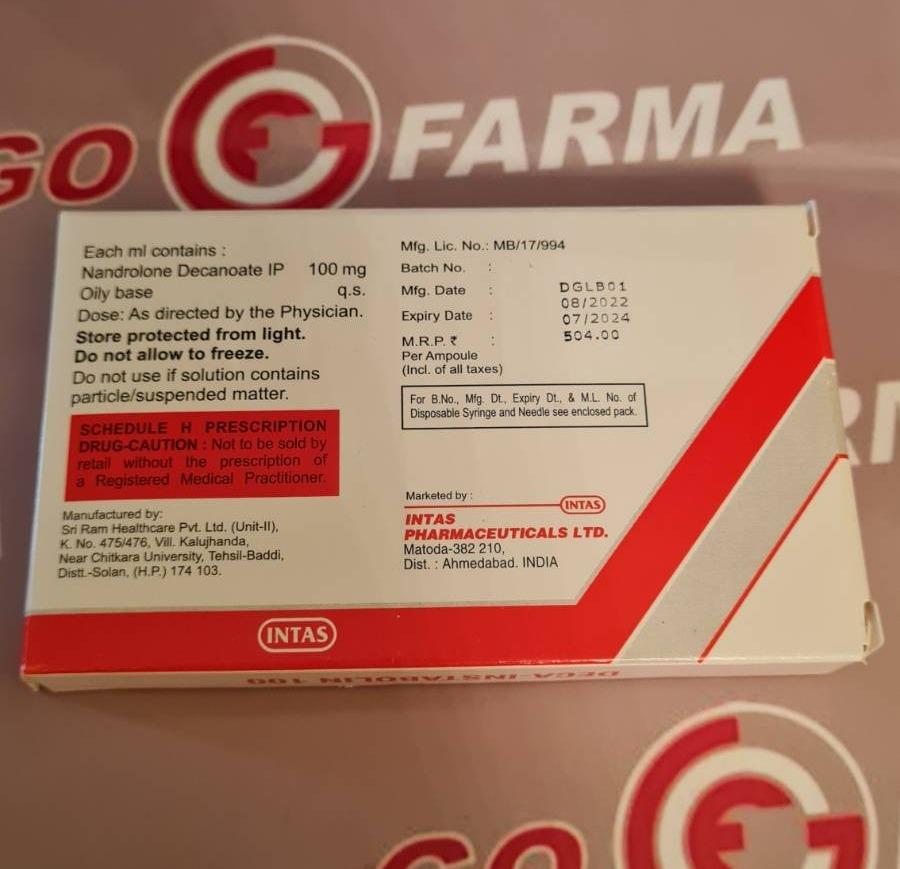 GO FARMA
Each ml contains :
Nandrolone Decanoate IP 100 mg
Oily base q.s.
Dose: As directed by the Physician.
Store protected from light.
Do not allow to freeze.
Do not use if solution contains
particle/suspended matter.
SCHEDULE H PRESCRIPTION
DRUG-CAUTION : Not to be sold by
retail without the prescription of
a Registered Medical Practitioner.
Manufactured by:
Sri Ram Healthcare Pvt. Ltd. (Unit-II),
K. No. 475/476, Vill. Kalujhanda,
Near Chitkara University, Tehsil-Baddi,
Distt.-Solan, (H.P.) 174 103.
Mfg. Lic. No.: MB/17/994
Batch No. :
Mfg. Date : DGLB01
08/2022
Expiry Date : 07/2024
M.R.P. ₹ : 504.00
Per Ampoule
(Incl. of all taxes)
For B.No., Mfg. Dt., Expiry Dt., & M.L. No. of
Disposable Syringe and Needle see enclosed pack.
Marketed by :
INTAS
INTAS
PHARMACEUTICALS LTD.
Matoda-382 210,
Dist. : Ahmedabad. INDIA
INTAS
DECA-INSTABOLIN 100
GO